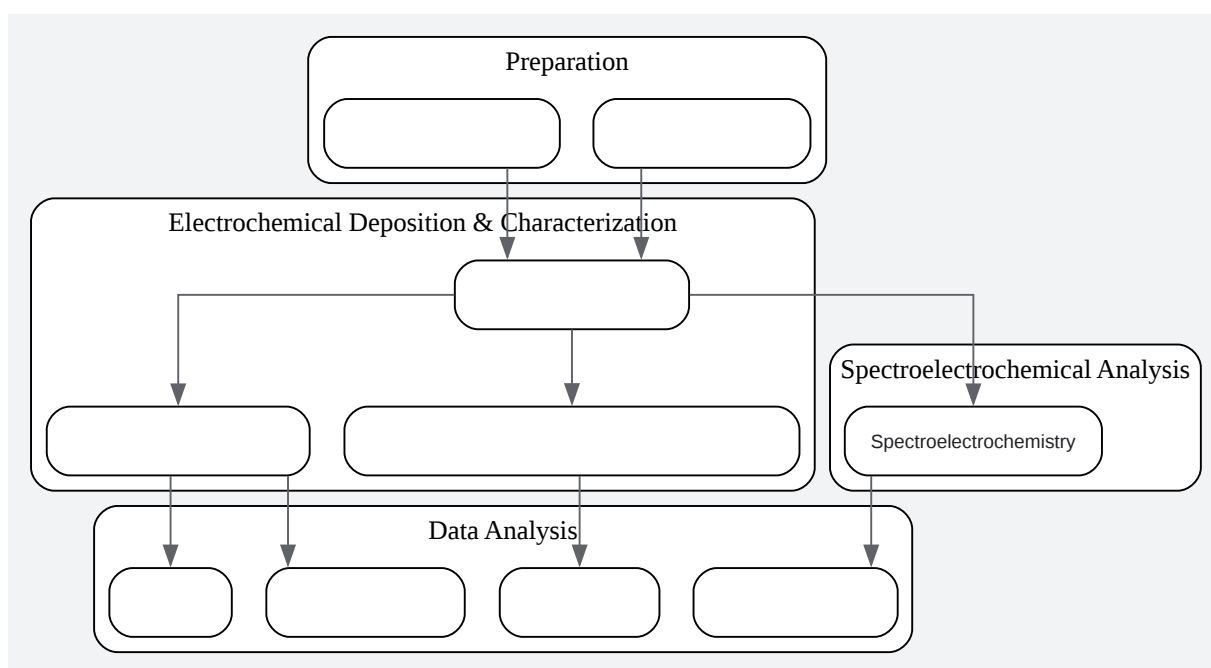 Preparation
Electrochemical Deposition & Characterization
Spectroelectrochemical Analysis
Spectroelectrochemistry
Data Analysis